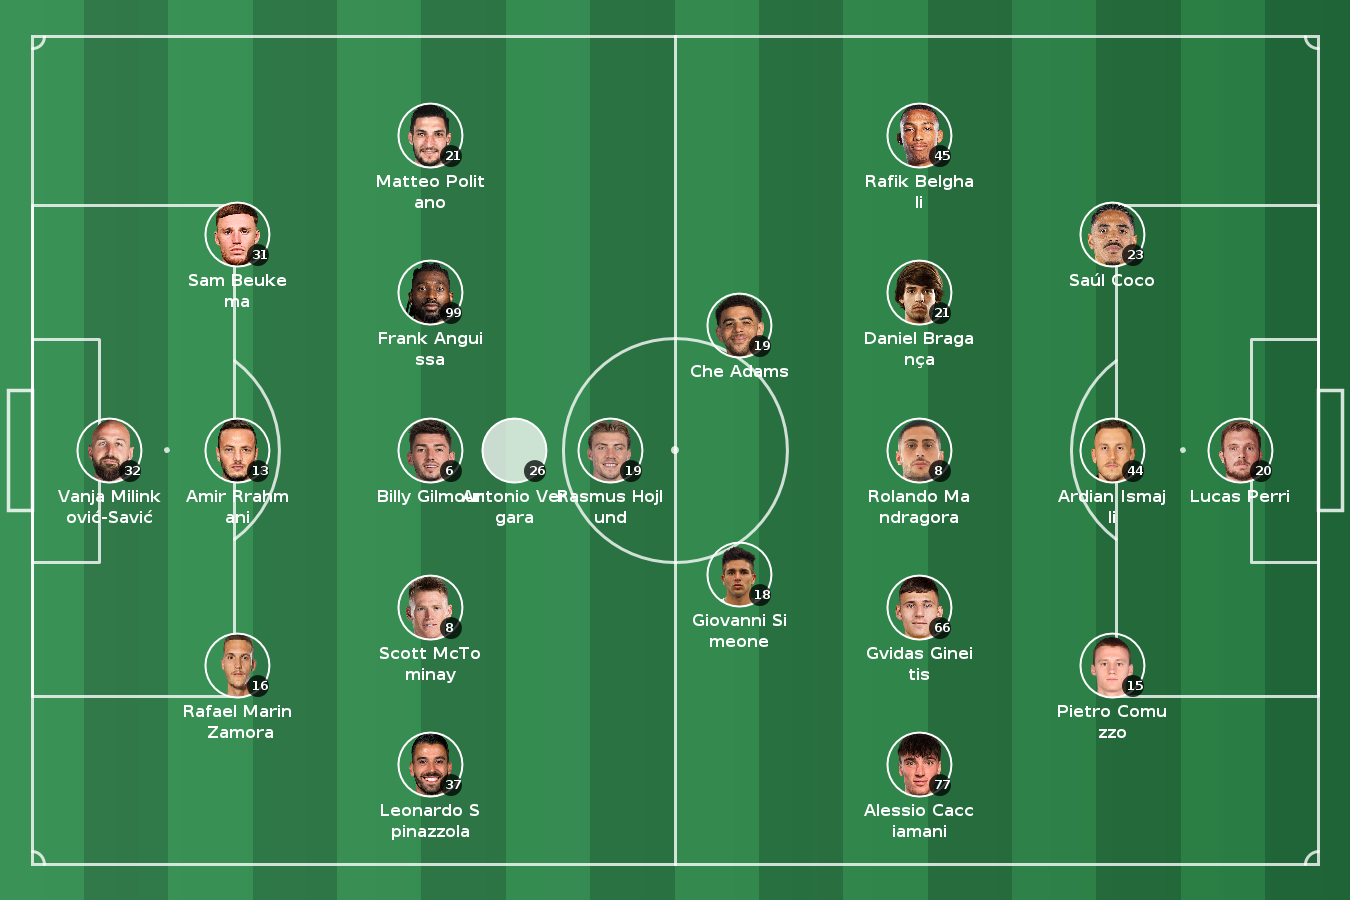 21
Matteo Polit
ano
45
Rafik Belgha
li
31
Sam Beuke
ma
23
Saúl Coco
99
Frank Angui
ssa
21
Daniel Braga
nça
19
Che Adams
32
Vanja Milink
ović-Savić
13
Amir Rrahm
ani
6
Billy Gilmour
26
Antonio Ver
gara
19
Rasmus Hojl
und
8
Rolando Ma
ndragora
44
Ardian Ismaj
li
20
Lucas Perri
18
Giovanni Si
meone
8
Scott McTo
minay
66
Gvidas Ginei
tis
16
Rafael Marin
Zamora
15
Pietro Comu
zzo
37
Leonardo S
pinazzola
77
Alessio Cacc
iamani